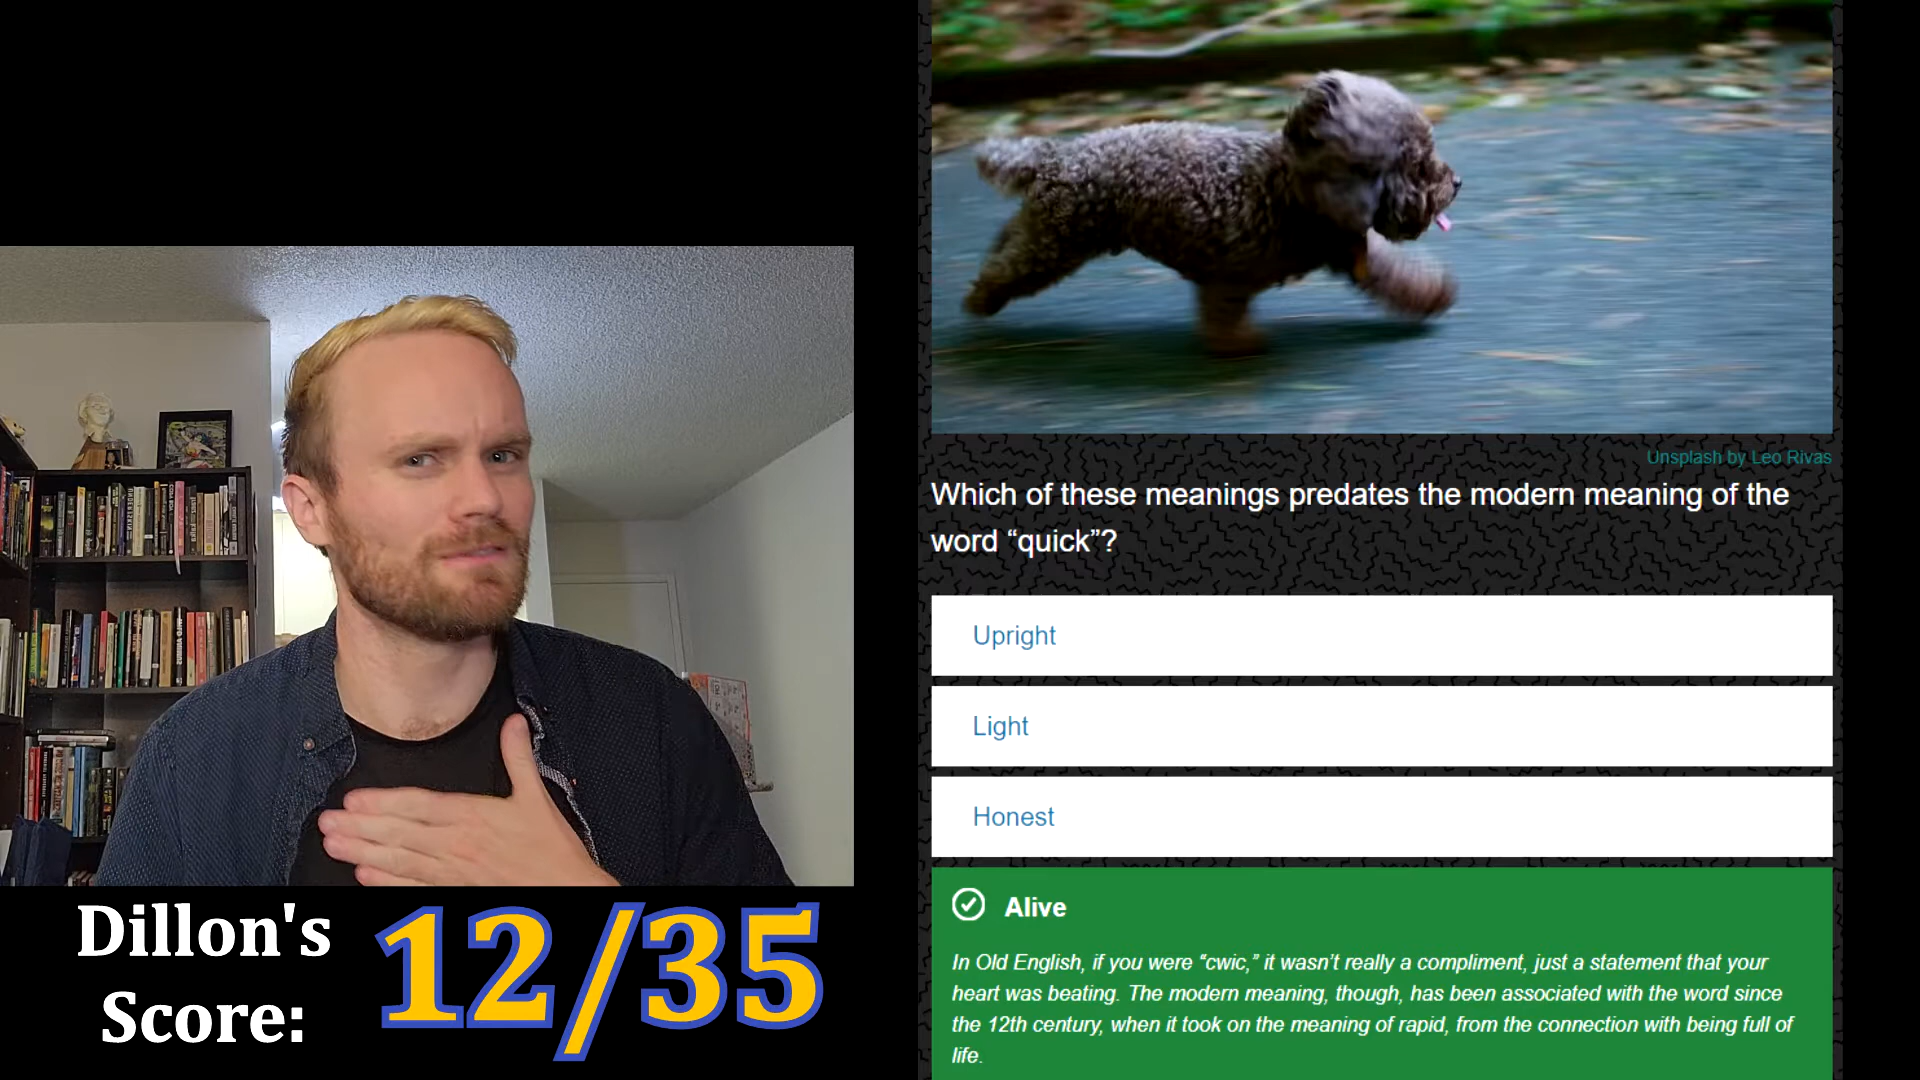 Unsplash by Leo Rivas
Which of these meanings predates the modern meaning of the
word “quick”?
Upright
Light
Honest
Alive
In Old English, if you were “cwic,” it wasn’t really a compliment, just a statement that your
heart was beating. The modern meaning, though, has been associated with the word since
the 12th century, when it took on the meaning of rapid, from the connection with being full of
life.
Dillon's
Score:
12/35